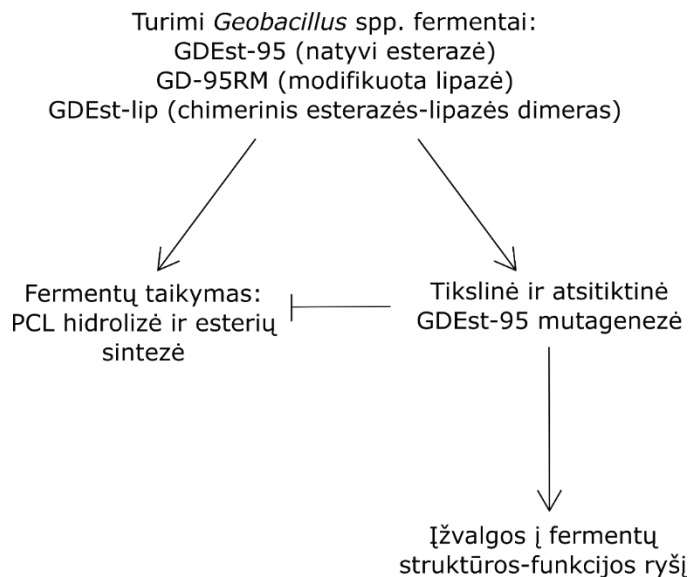 Turimi Geobacillus spp. fermentai:
GDEst-95 (natyvi esterazė)
GD-95RM (modifikuota lipazė)
GDEst-lip (chimerinis esterazės-lipazės dimeras)
Fermentų taikymas:
PCL hidrolizė ir esterių
sintezė
Tikslinė ir atsitiktinė
GDEst-95 mutagenezė
Įžvalgos į fermentų
struktūros-funkcijos ryšį